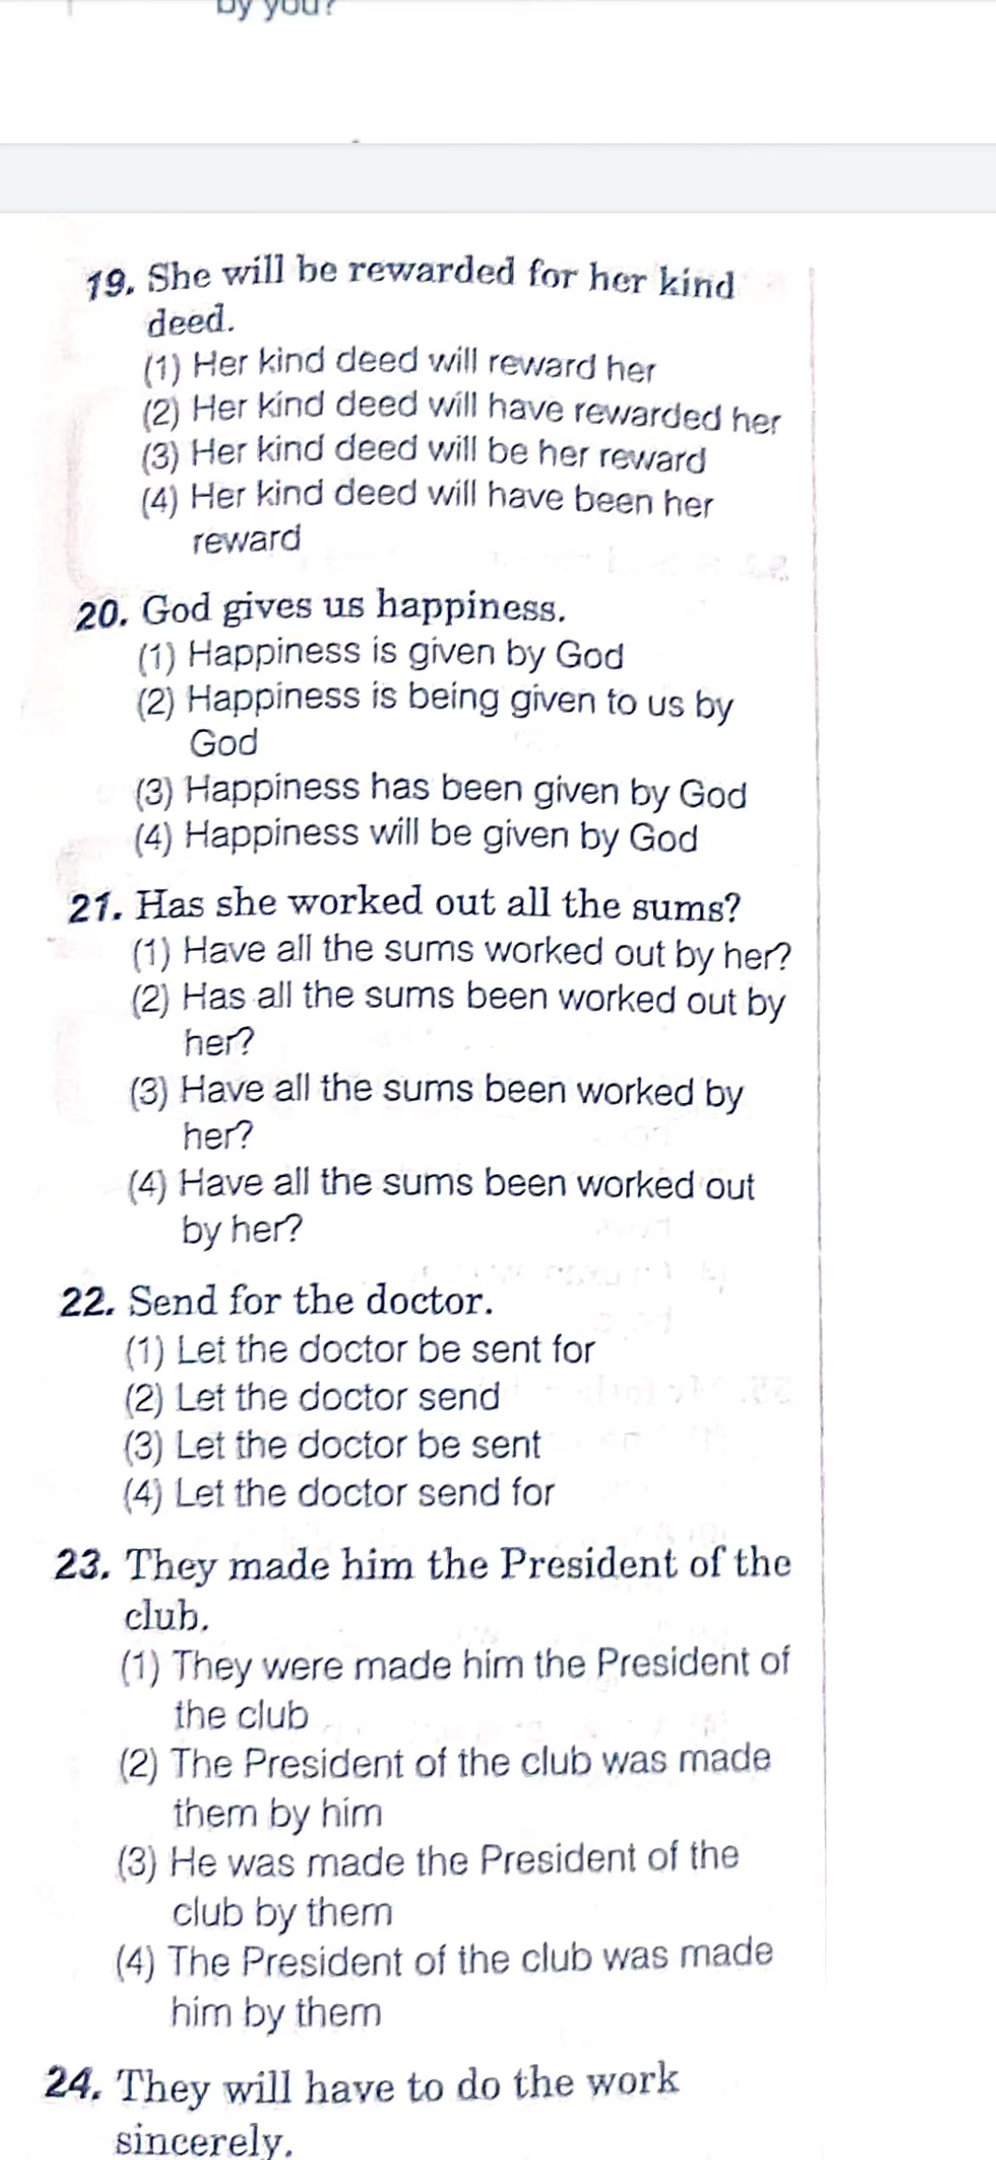 by you?
19. She will be rewarded for her kind
deed.
(1) Her kind deed will reward her
(2) Her kind deed will have rewarded her
(3) Her kind deed will be her reward
(4) Her kind deed will have been her
reward
20. God gives us happiness.
(1) Happiness is given by God
(2) Happiness is being given to us by
God
(3) Happiness has been given by God
(4) Happiness will be given by God
21. Has she worked out all the sums?
(1) Have all the sums worked out by her?
(2) Has all the sums been worked out by
her?
(3) Have all the sums been worked by
her?
(4) Have all the sums been worked out
by her?
22. Send for the doctor.
(1) Let the doctor be sent for
(2) Let the doctor send
(3) Let the doctor be sent
(4) Let the doctor send for
23. They made him the President of the
club.
(1) They were made him the President of
the club
(2) The President of the club was made
them by him
(3) He was made the President of the
club by them
(4) The President of the club was made
him by them
24. They will have to do the work
sincerely.